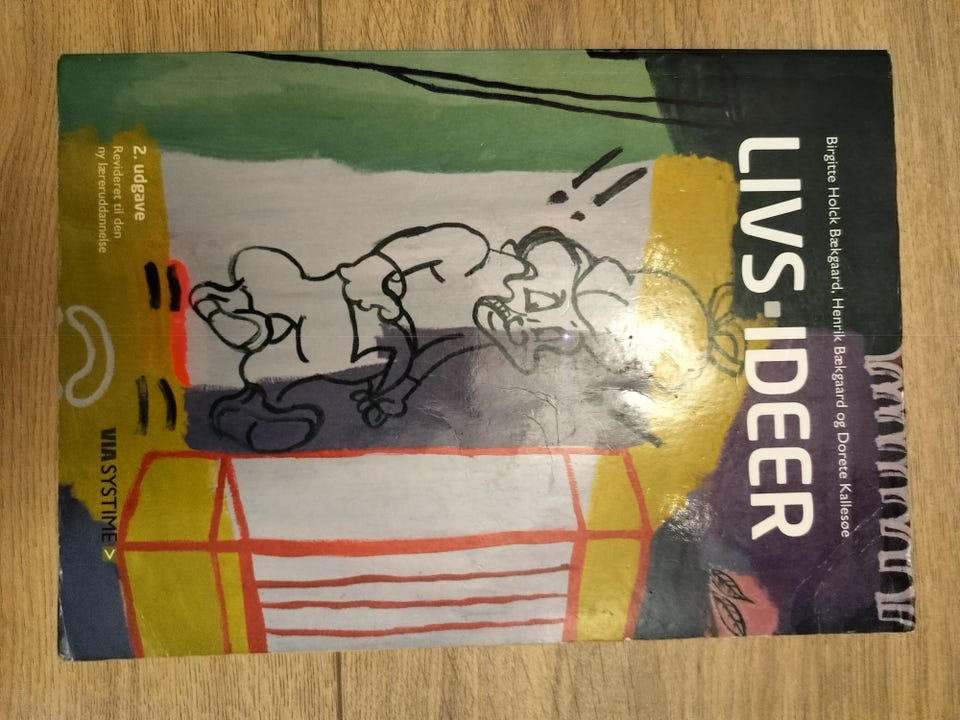 Birgitte Holck Bækgaard, Henrik Bækgaard og Dorete Kallesøe
LIVS·IDEER
2. udgave
Revideret til den
ny læreruddannelse
VIA SYSTIME >